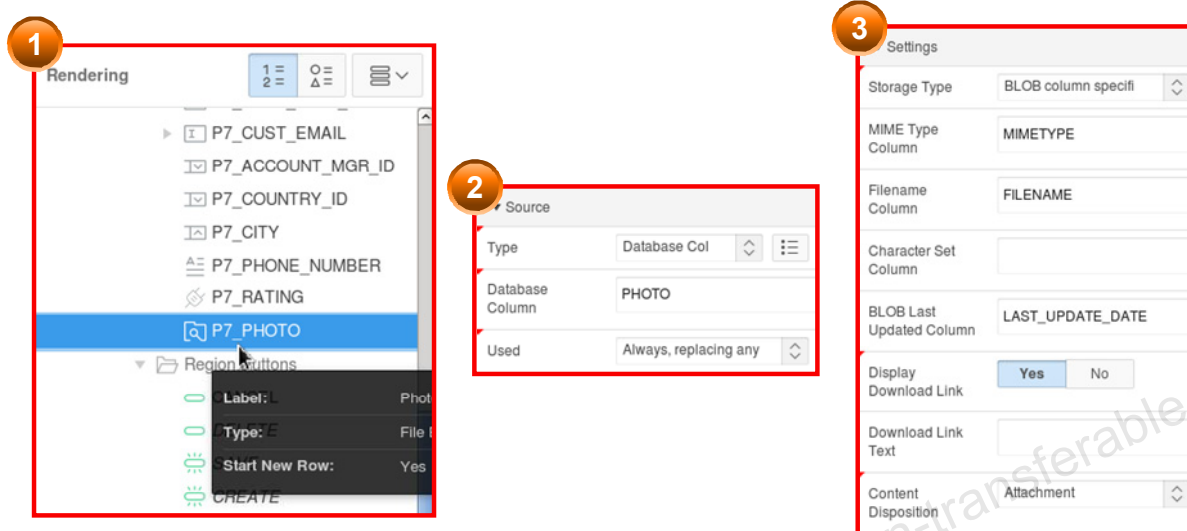 1
Rendering
P7_CUST_EMAIL
P7_ACCOUNT_MGR_ID
P7_COUNTRY_ID
P7_CITY
P7_PHONE_NUMBER
P7_RATING
P7_PHOTO
Region Buttons
Label: Phot
Type: File
Start New Row: Yes
CREATE
2
Source
Type Database Col
Database
Column PHOTO
Used Always, replacing any
3
Settings
Storage Type BLOB column specifi
MIME Type
Column MIMETYPE
Filename
Column FILENAME
Character Set
Column
BLOB Last
Updated Column LAST_UPDATE_DATE
Display
Download Link Yes No
Download Link
Text
Content
Disposition Attachment
n-transferable